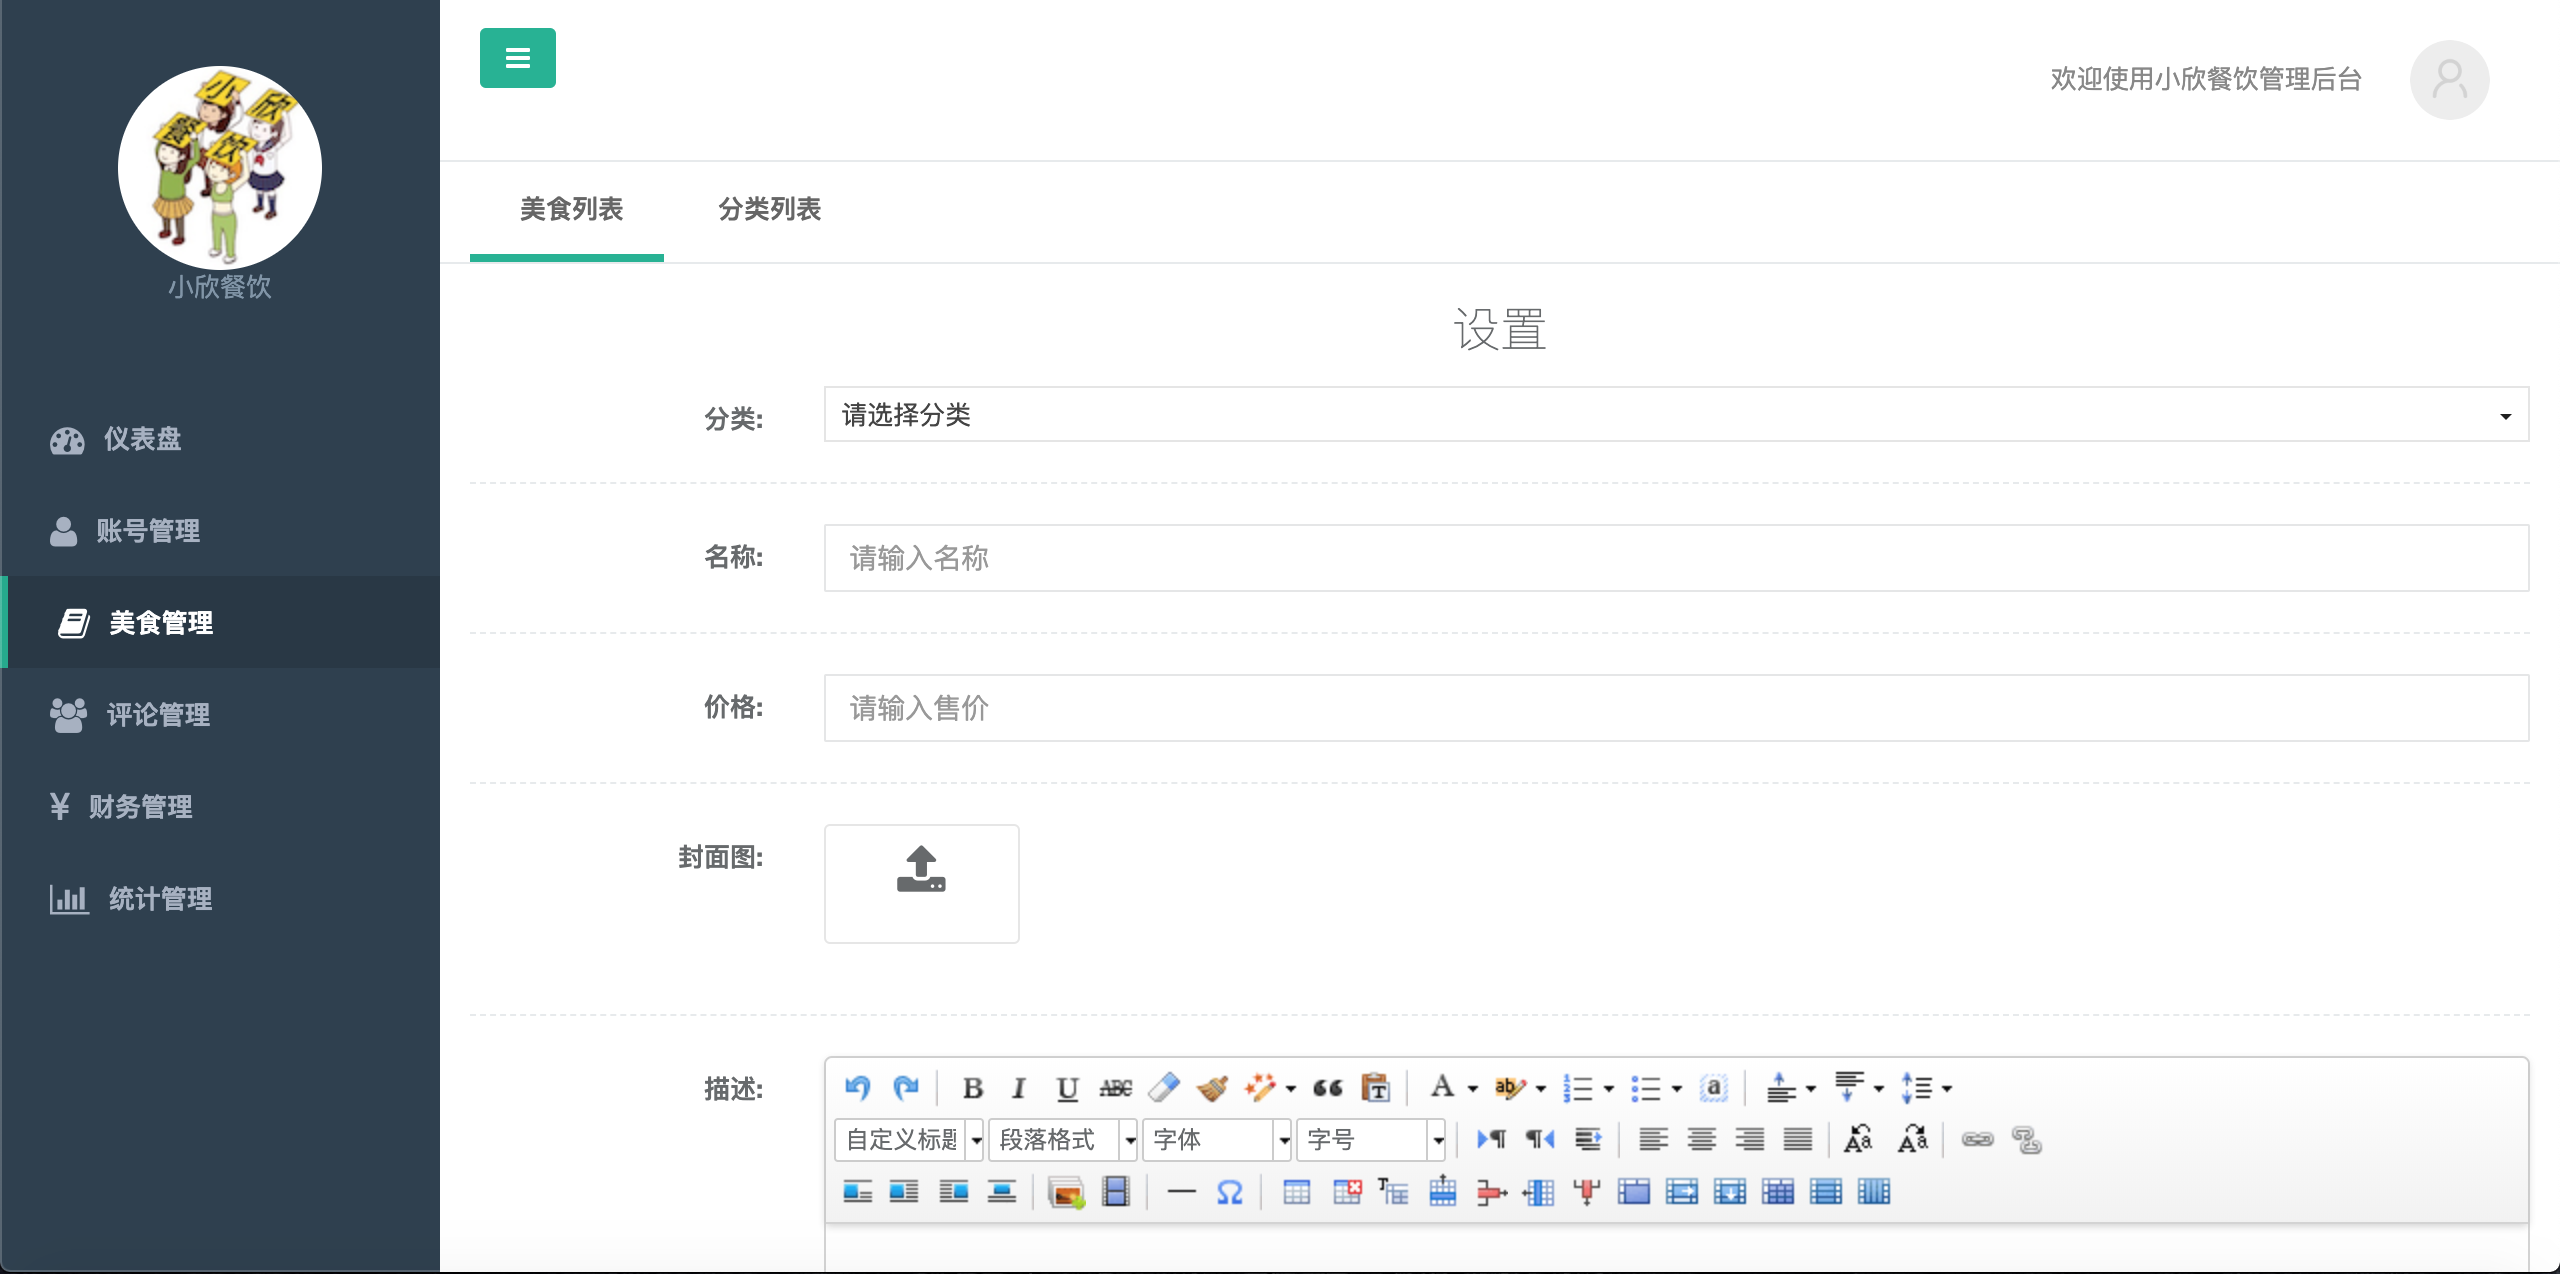 小欣餐饮
小欣餐饮
仪表盘
账号管理
美食管理
评论管理
¥ 财务管理
统计管理
欢迎使用小欣餐饮管理后台
美食列表 分类列表
设置
分类: 请选择分类
名称: 请输入名称
价格: 请输入售价
封面图:
描述:
B I U ABC A ab a
自定义标题 段落格式 字体 字号 Aa Aa